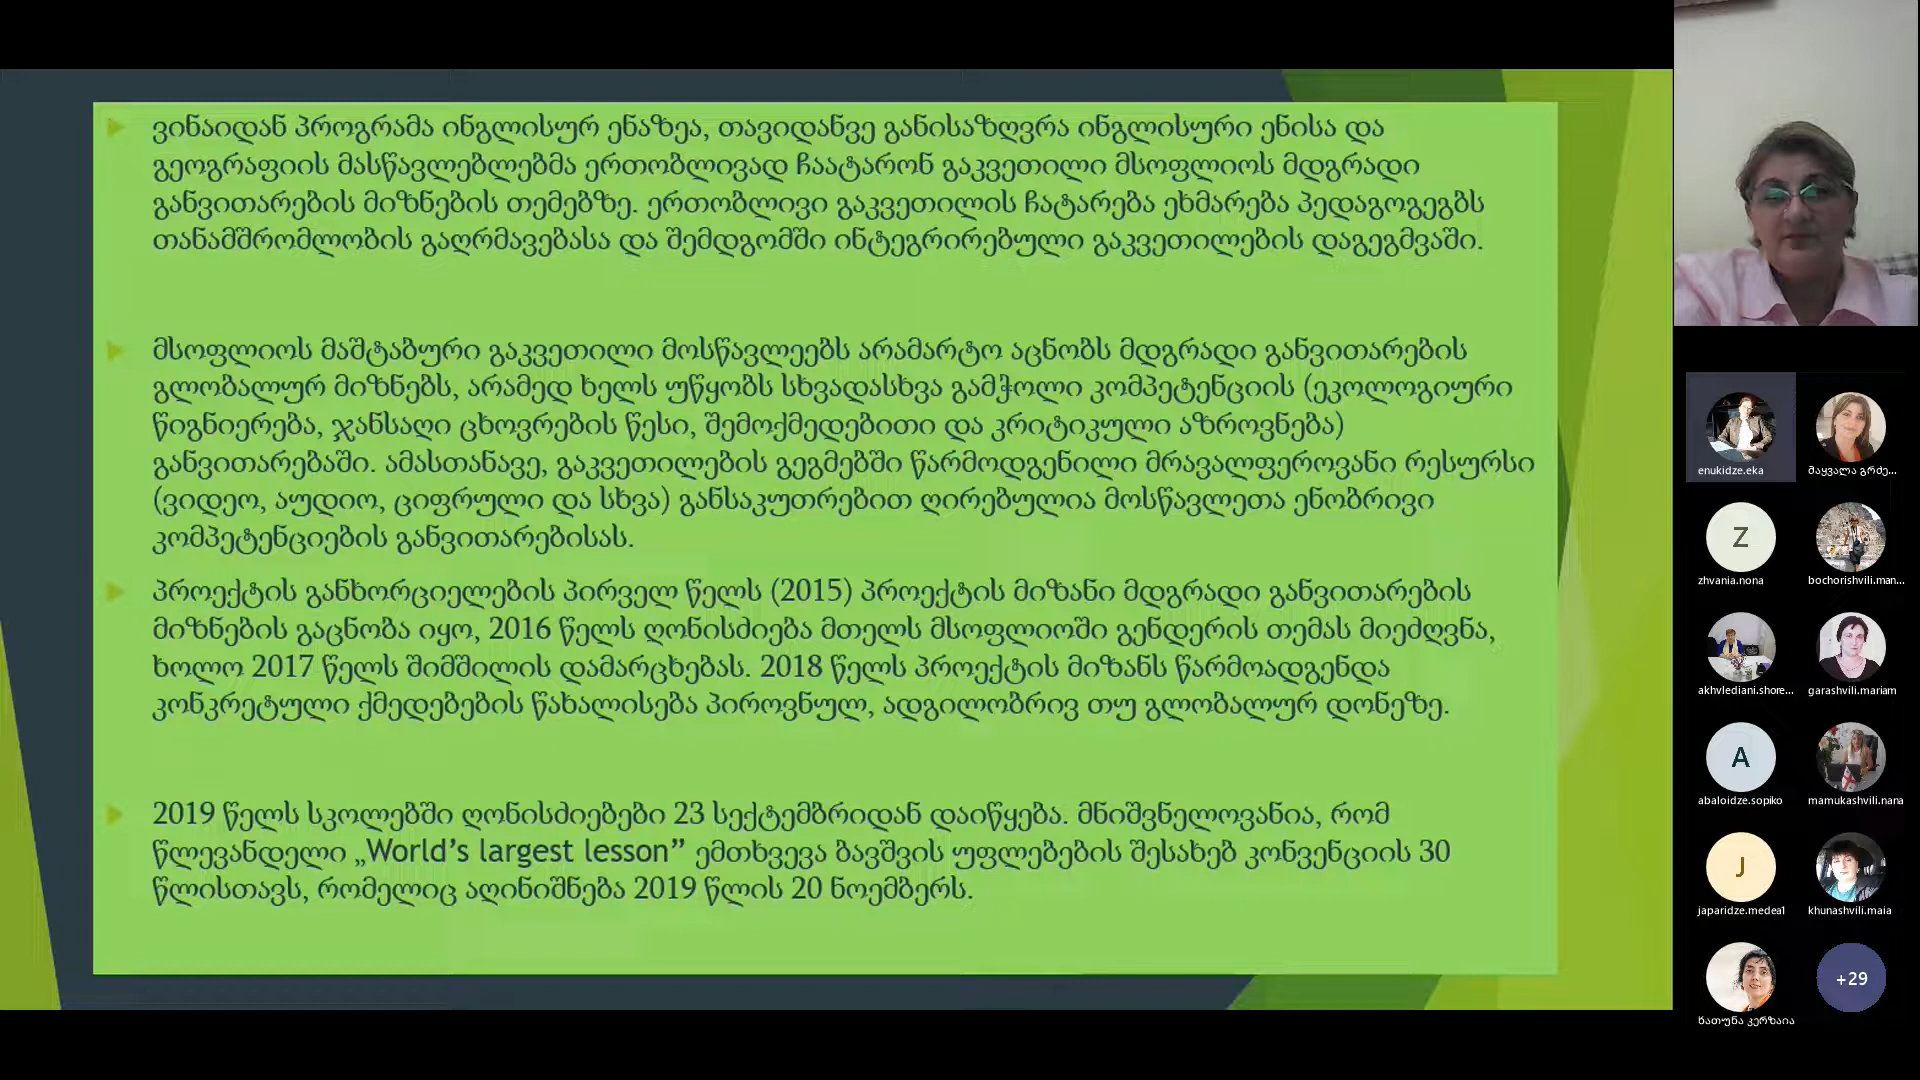 ვინაიდან პროგრამა ინგლისურ ენაზეა, თავიდანვე განისაზღვრა ინგლისური ენისა და
გეოგრაფიის მასწავლებლებმა ერთობლივად ჩაატარონ გაკვეთილი მსოფლიოს მდგრადი
განვითარების მიზნების თემებზე. ერთობლივი გაკვეთილის ჩატარება ეხმარება პედაგოგეგბს
თანამშრომლობის გაღრმავებასა და შემდგომში ინტეგრირებული გაკვეთილების დაგეგმვაში.
მსოფლიოს მაშტაბური გაკვეთილი მოსწავლეებს არამარტო აცნობს მდგრადი განვითარების
გლობალურ მიზნებს, არამედ ხელს უწყობს სხვადასხვა გამჭოლი კომპეტენციის (ეკოლოგიური
წიგნიერება, ჯანსაღი ცხოვრების წესი, შემოქმედებითი და კრიტიკული აზროვნება)
განვითარებაში. ამასთანავე, გაკვეთილების გეგმებში წარმოდგენილი მრავალფეროვანი რესურსი
(ვიდეო, აუდიო, ციფრული და სხვა) განსაკუთრებით ღირებულია მოსწავლეთა ენობრივი
კომპეტენციების განვითარებისას.
პროექტის განხორციელების პირველ წელს (2015) პროექტის მიზანი მდგრადი განვითარების
მიზნების გაცნობა იყო, 2016 წელს ღონისძიება მთელს მსოფლიოში გენდერის თემას მიეძღვნა,
ხოლო 2017 წელს შიმშილის დამარცხებას. 2018 წელს პროექტის მიზანს წარმოადგენდა
კონკრეტული ქმედებების წახალისება პიროვნულ, ადგილობრივ თუ გლობალურ დონეზე.
2019 წელს სკოლებში ღონისძიებები 23 სექტემბრიდან დაიწყება. მნიშვნელოვანია, რომ
წლევანდელი „World’s largest lesson” ემთხვევა ბავშვის უფლებების შესახებ კონვენციის 30
წლისთავს, რომელიც აღინიშნება 2019 წლის 20 ნოემბერს.
enukidze.eka
მაყვალა გრძე...
Z
zhvania.nona
bochorishvili.man...
akhvlediani.shore...
garashvili.mariam
A
abaloidze.sopiko
mamukashvili.nana
J
japaridze.medea1
khunashvili.maia
+29
ხათუნა კერზაია